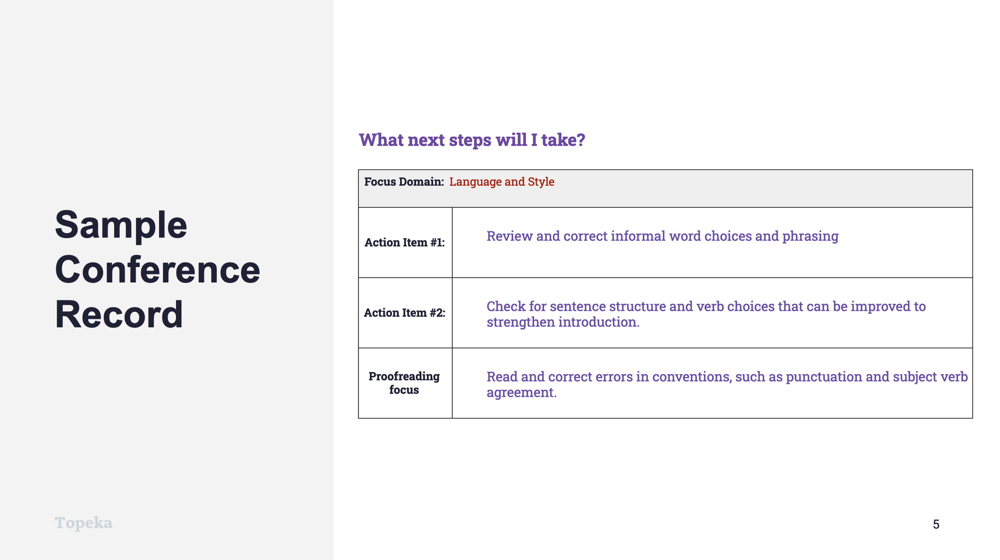 Sample
Conference
Record
What next steps will I take?
Focus Domain: Language and Style
Action Item #1:
Review and correct informal word choices and phrasing
Action Item #2:
Check for sentence structure and verb choices that can be improved to
strengthen introduction.
Proofreading
focus
Read and correct errors in conventions, such as punctuation and subject verb
agreement.
Topeka
5